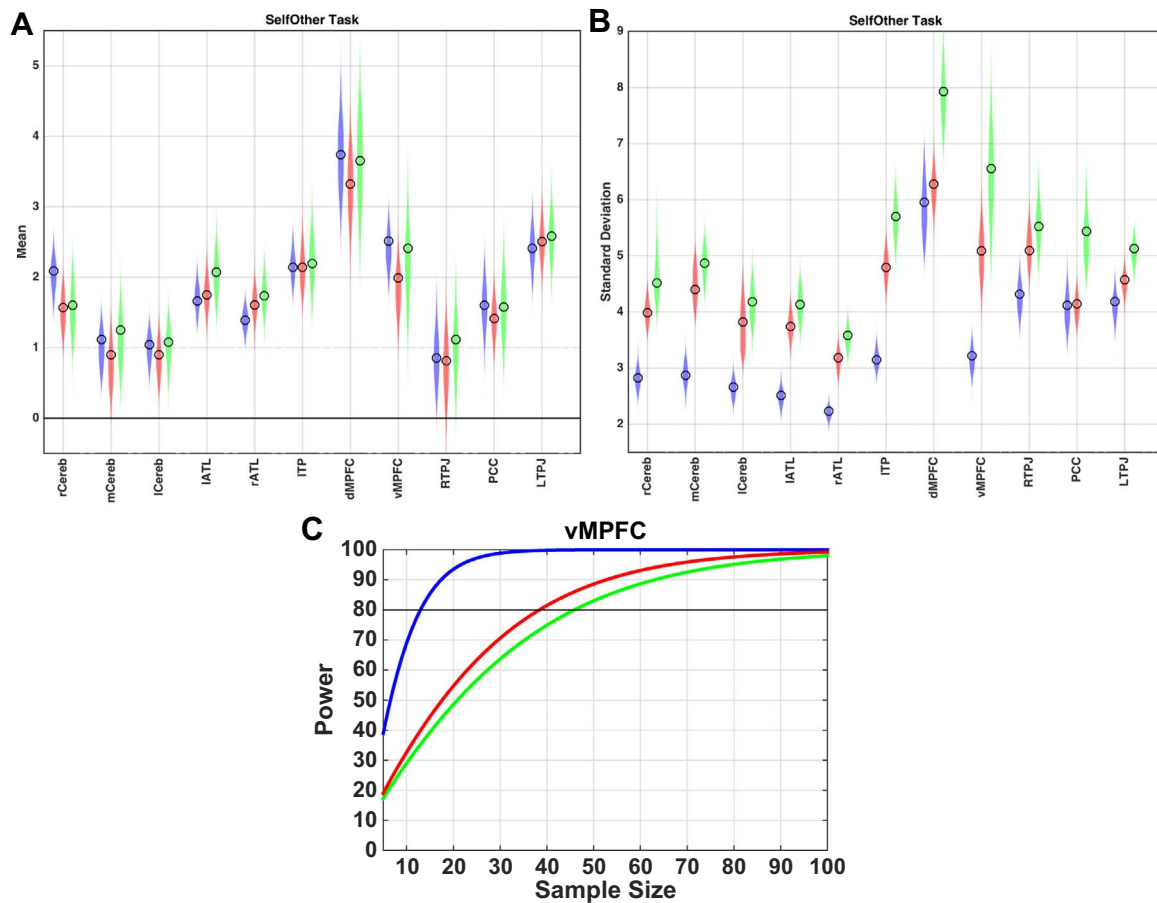 A
SelfOther Task
5
4
3
2
1
0
Mean
rCereb
mCereb
lCereb
lATL
rATL
lTP
dMPFC
vMPFC
RTPJ
PCC
LTPJ
B
SelfOther Task
9
8
7
6
5
4
3
2
Standard Deviation
rCereb
mCereb
lCereb
lATL
rATL
lTP
dMPFC
vMPFC
RTPJ
PCC
LTPJ
C
vMPFC
100
90
80
70
60
50
40
30
20
10
0
Power
10 20 30 40 50 60 70 80 90 100
Sample Size